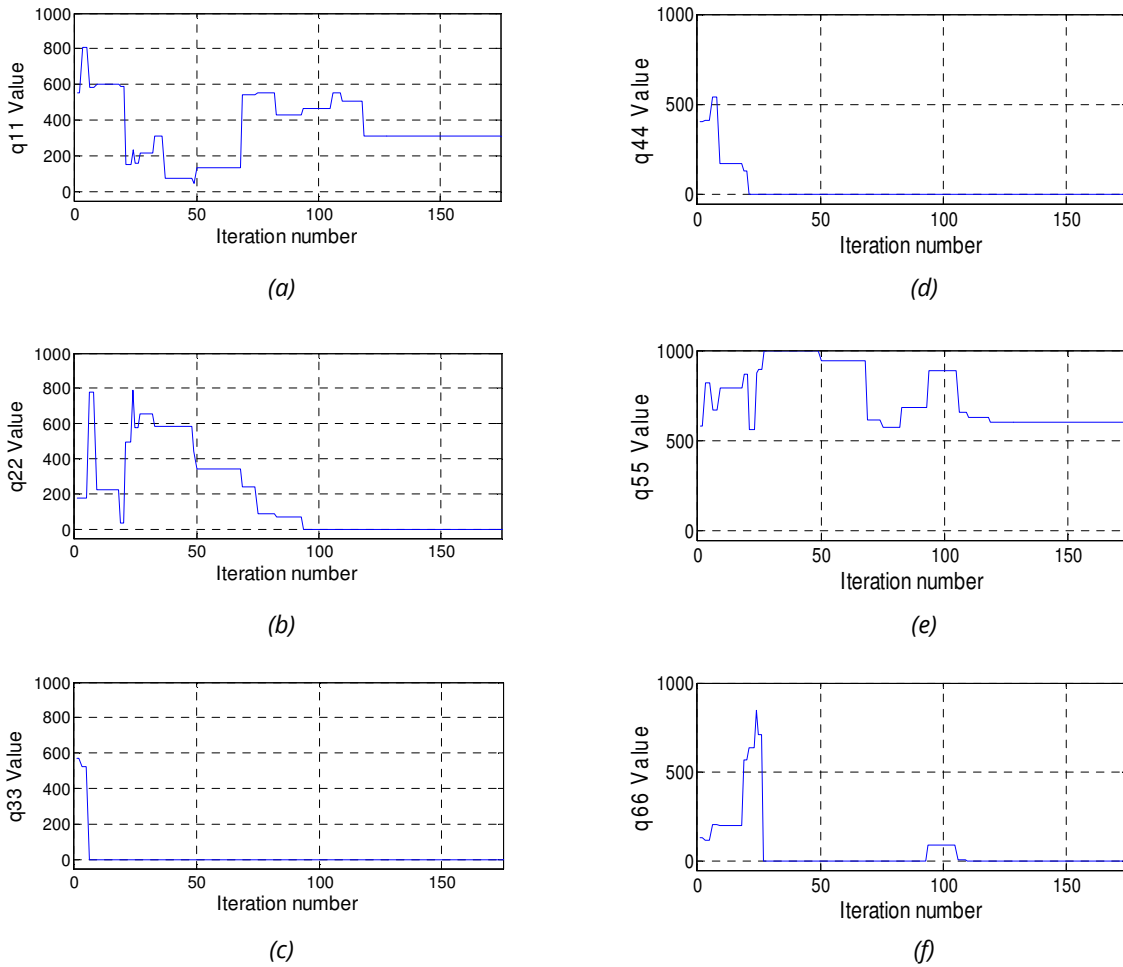 1000
800
600
400
200
0
q11 Value
0 50 100 150
Iteration number
(a)
1000
800
600
400
200
0
q22 Value
0 50 100 150
Iteration number
(b)
1000
800
600
400
200
0
q33 Value
0 50 100 150
Iteration number
(c)
1000
500
0
q44 Value
0 50 100 150
Iteration number
(d)
1000
500
0
q55 Value
0 50 100 150
Iteration number
(e)
1000
500
0
q66 Value
0 50 100 150
Iteration number
(f)